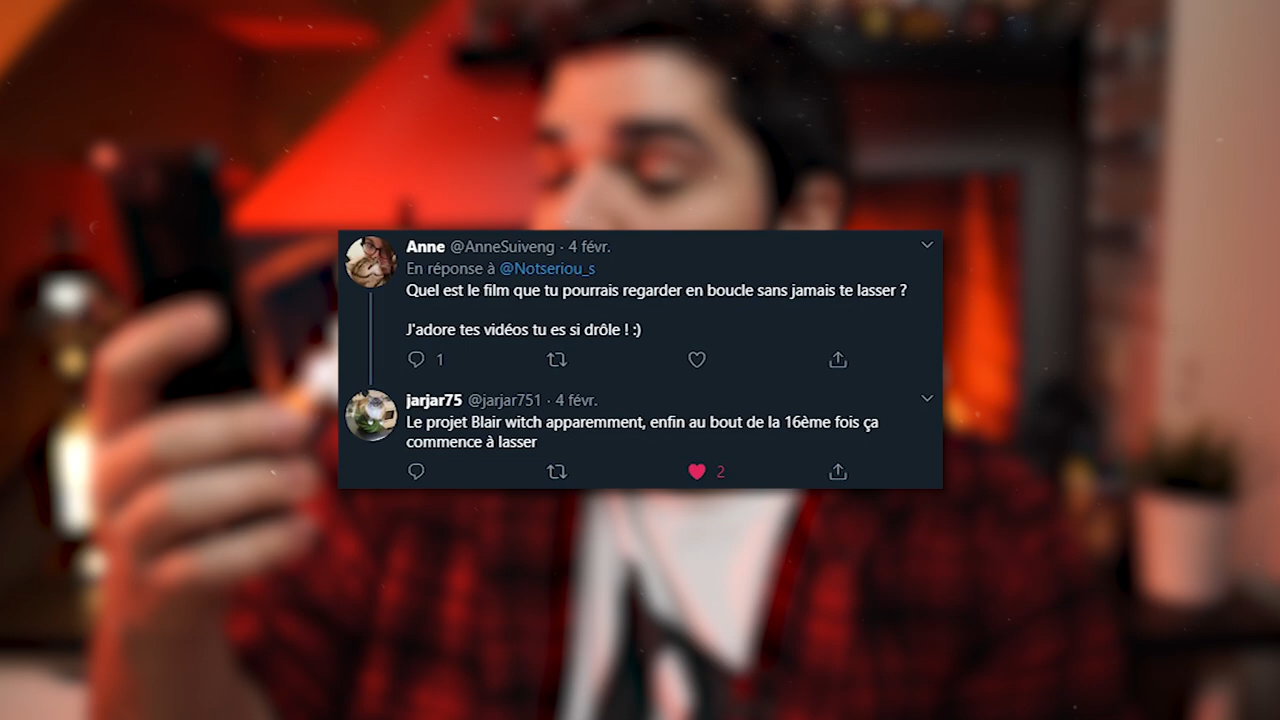 Anne @AnneSuiveng · 4 févr.
En réponse à @Notseriou_s
Quel est le film que tu pourrais regarder en boucle sans jamais te lasser ?
J'adore tes vidéos tu es si drôle ! :)
1
jarjar75 @jarjar751 · 4 févr.
Le projet Blair witch apparemment, enfin au bout de la 16ème fois ça
commence à lasser
2